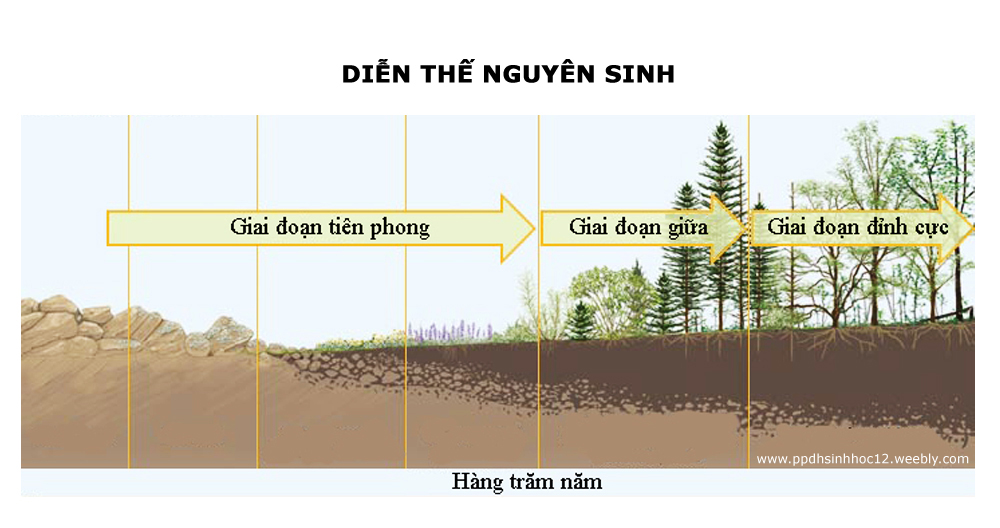 DIỄN THẾ NGUYÊN SINH
Giai đoạn tiên phong
Giai đoạn giữa
Giai đoạn đỉnh cực
www.ppdhsinhhoc12.weebly.com
Hàng trăm năm